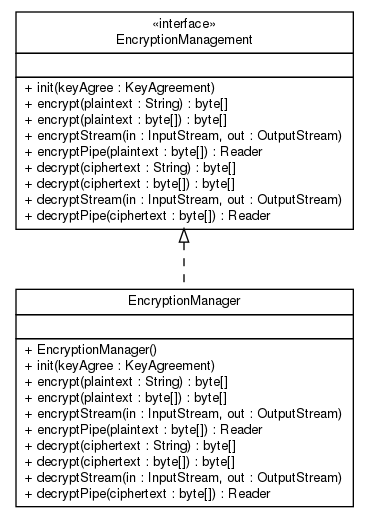 «interface»
EncryptionManagement
+ init(keyAgree : KeyAgreement)
+ encrypt(plaintext : String) : byte[]
+ encrypt(plaintext : byte[]) : byte[]
+ encryptStream(in : InputStream, out : OutputStream)
+ encryptPipe(plaintext : byte[]) : Reader
+ decrypt(ciphertext : String) : byte[]
+ decrypt(ciphertext : byte[]) : byte[]
+ decryptStream(in : InputStream, out : OutputStream)
+ decryptPipe(ciphertext : byte[]) : Reader
EncryptionManager
+ EncryptionManager()
+ init(keyAgree : KeyAgreement)
+ encrypt(plaintext : String) : byte[]
+ encrypt(plaintext : byte[]) : byte[]
+ encryptStream(in : InputStream, out : OutputStream)
+ encryptPipe(plaintext : byte[]) : Reader
+ decrypt(ciphertext : String) : byte[]
+ decrypt(ciphertext : byte[]) : byte[]
+ decryptStream(in : InputStream, out : OutputStream)
+ decryptPipe(ciphertext : byte[]) : Reader